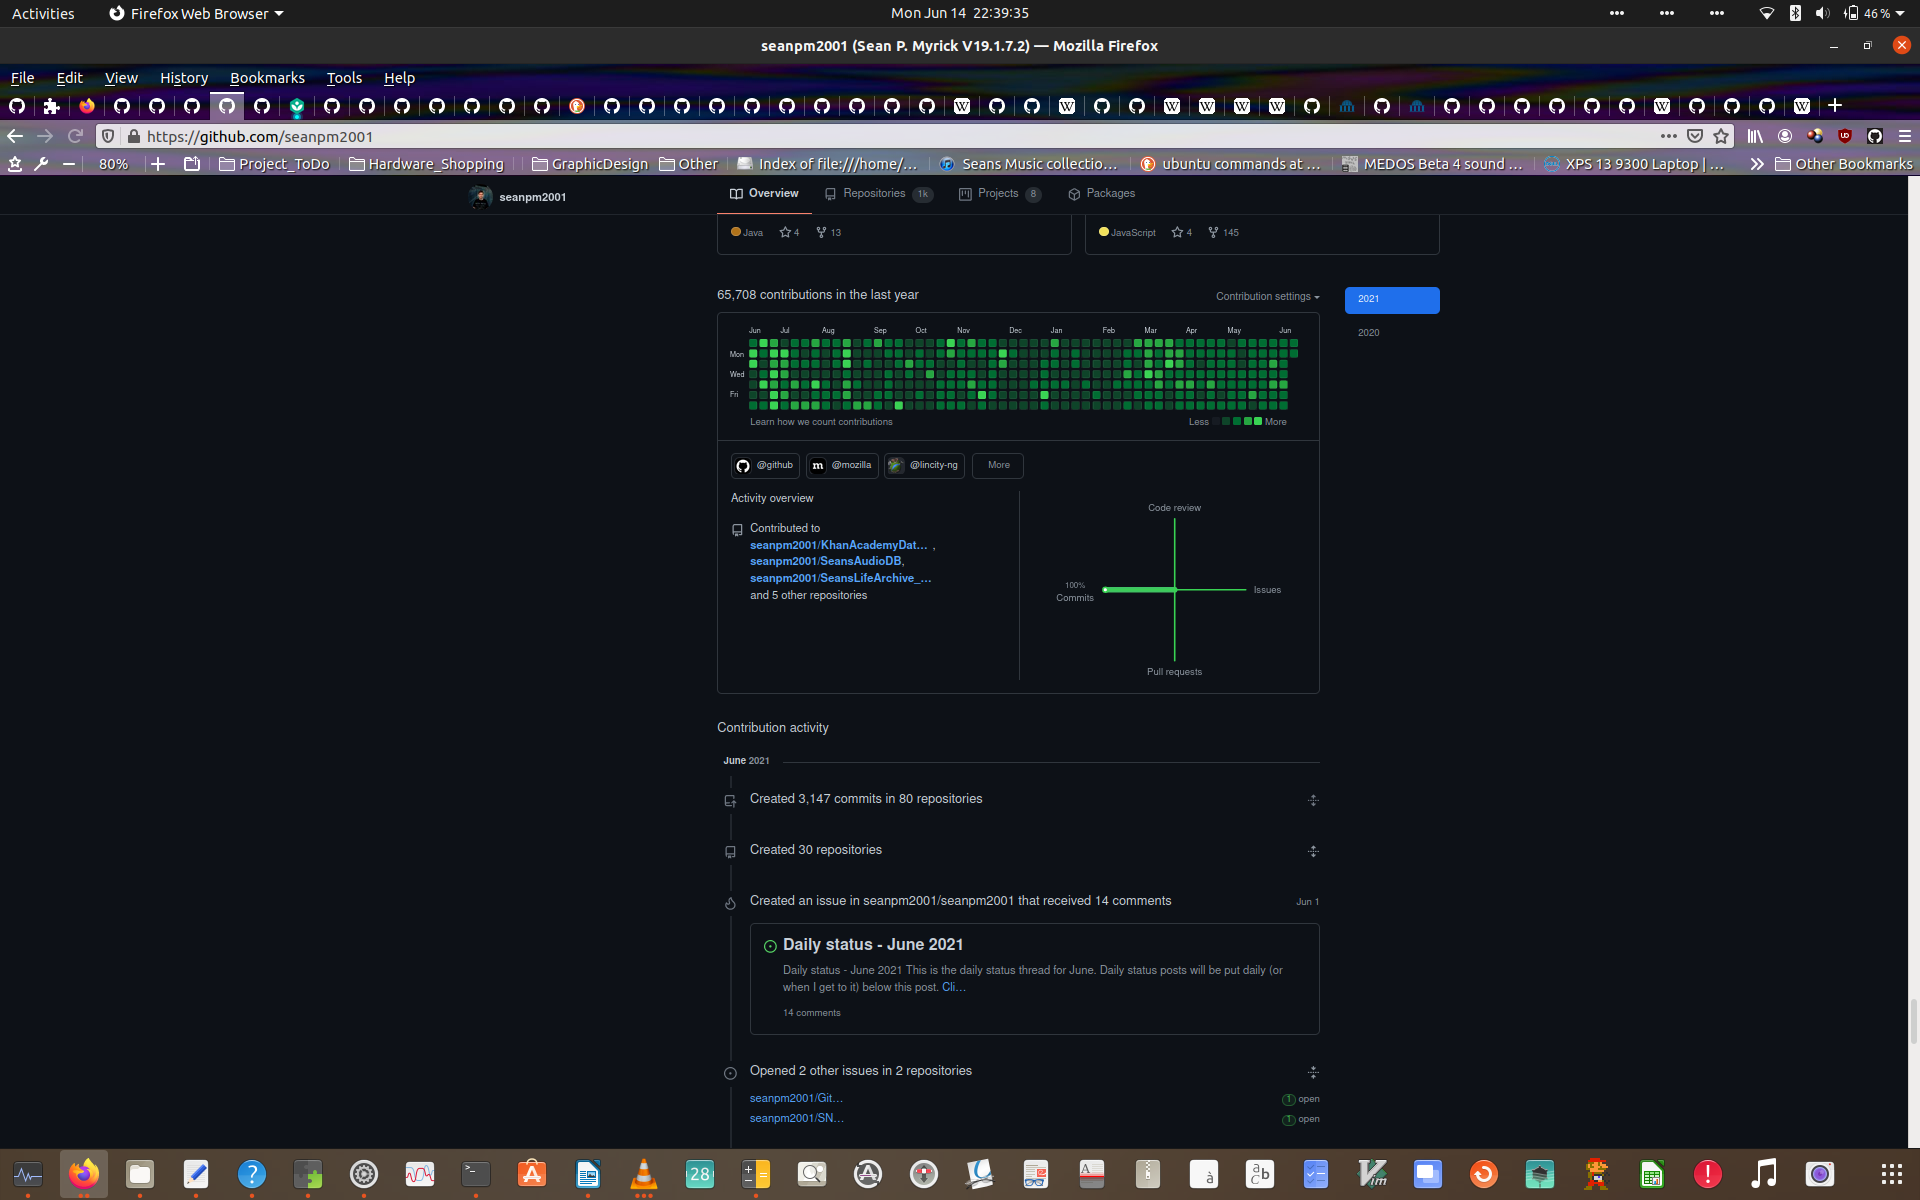 Activities
Firefox Web Browser
Mon Jun 14 22:39:35
46 %
seanpm2001 (Sean P. Myrick V19.1.7.2) — Mozilla Firefox
File Edit View History Bookmarks Tools Help
https://github.com/seanpm2001
80%
Project_ToDo
Hardware_Shopping
GraphicDesign
Other
Index of file:///home/...
Seans Music collectio...
ubuntu commands at ...
MEDOS Beta 4 sound ...
XPS 13 9300 Laptop | ...
Other Bookmarks
seanpm2001
Overview
Repositories 1k
Projects 8
Packages
Java 4 13
JavaScript 4 145
65,708 contributions in the last year
Contribution settings
2021
2020
Jun Jul Aug Sep Oct Nov Dec Jan Feb Mar Apr May Jun
Mon
Wed
Fri
Learn how we count contributions
Less More
@github
@mozilla
@lincity-ng
More
Activity overview
Contributed to
seanpm2001/KhanAcademyDat... ,
seanpm2001/SeansAudioDB,
seanpm2001/SeansLifeArchive_...
and 5 other repositories
Code review
100%
Commits
Issues
Pull requests
Contribution activity
June 2021
Created 3,147 commits in 80 repositories
Created 30 repositories
Created an issue in seanpm2001/seanpm2001 that received 14 comments
Jun 1
Daily status - June 2021
Daily status - June 2021 This is the daily status thread for June. Daily status posts will be put daily (or
when I get to it) below this post. Cli...
14 comments
Opened 2 other issues in 2 repositories
seanpm2001/Git...
1 open
seanpm2001/SN...
1 open
28